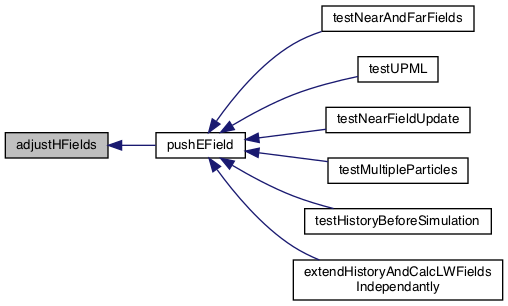 testNearAndFarFields
testUPML
testNearFieldUpdate
adjustHFields
pushEField
testMultipleParticles
testHistoryBeforeSimulation
extendHistoryAndCalcLWFields
Independantly